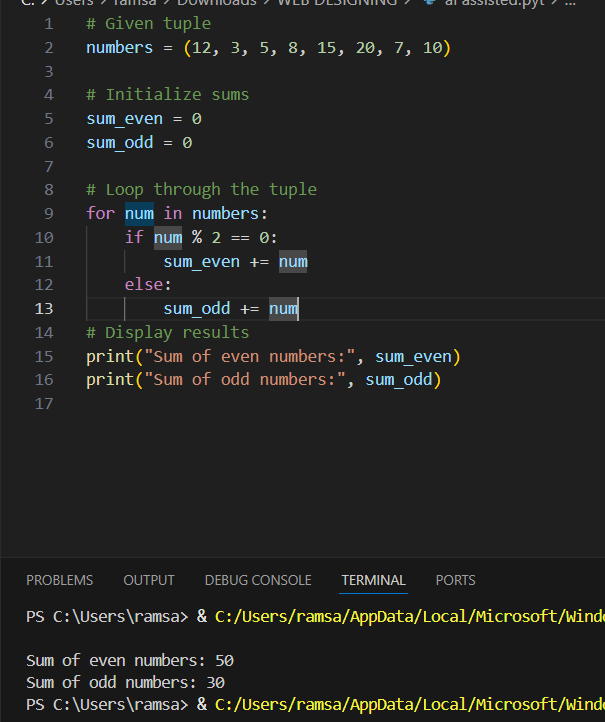 C: > Users > ramsa > Downloads > WEB DESIGNING > ai assisted.py > ...
1 # Given tuple
2 numbers = (12, 3, 5, 8, 15, 20, 7, 10)
3
4 # Initialize sums
5 sum_even = 0
6 sum_odd = 0
7
8 # Loop through the tuple
9 for num in numbers:
10     if num % 2 == 0:
11         sum_even += num
12     else:
13         sum_odd += num
14 # Display results
15 print("Sum of even numbers:", sum_even)
16 print("Sum of odd numbers:", sum_odd)
17
PROBLEMS OUTPUT DEBUG CONSOLE TERMINAL PORTS
PS C:\Users\ramsa> & C:/Users/ramsa/AppData/Local/Microsoft/Windo
Sum of even numbers: 50
Sum of odd numbers: 30
PS C:\Users\ramsa> & C:/Users/ramsa/AppData/Local/Microsoft/Windo